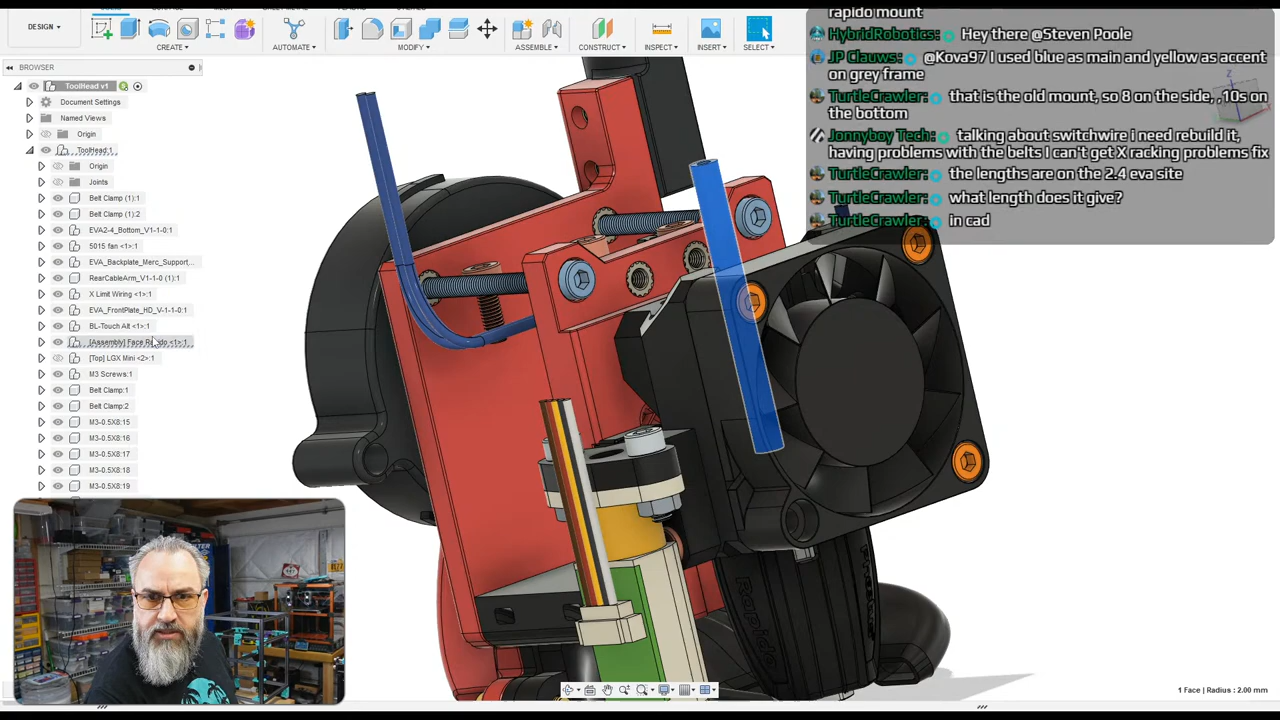 DESIGN
CREATE
AUTOMATE
MODIFY
ASSEMBLE
CONSTRUCT
INSPECT
INSERT
SELECT
BROWSER
ToolHead v1
Document Settings
Named Views
Origin
ToolHead:1
Origin
Joints
Belt Clamp (1):1
Belt Clamp (1):2
EVA2-4_Bottom_V1-1-0:1
5015 fan <1>:1
EVA_Backplate_Merc_Support...
RearCableArm_V1-1-0 (1):1
X Limit Wiring <1>:1
EVA_FrontPlate_HD_V-1-1-0:1
BL-Touch Alt <1>:1
[Assembly] Face Rapido <1>:1
[Top] LGX Mini <2>:1
M3 Screws:1
Belt Clamp:1
Belt Clamp:2
M3-0.5X8:15
M3-0.5X8:16
M3-0.5X8:17
M3-0.5X8:18
M3-0.5X8:19
rapido mount
HybridRobotics: Hey there @Steven Poole
JP Clauws: @Kova97 I used blue as main and yellow as accent
on grey frame
TurtleCrawler: that is the old mount, so 8 on the side, , 10s on
the bottom
Jonnyboy Tech: talking about switchwire i need rebuild it,
having problems with the belts I can't get X racking problems fix
TurtleCrawler: the lengths are on the 2.4 eva site
TurtleCrawler: what length does it give?
TurtleCrawler: in cad
Rapido
1 Face | Radius : 2.00 mm